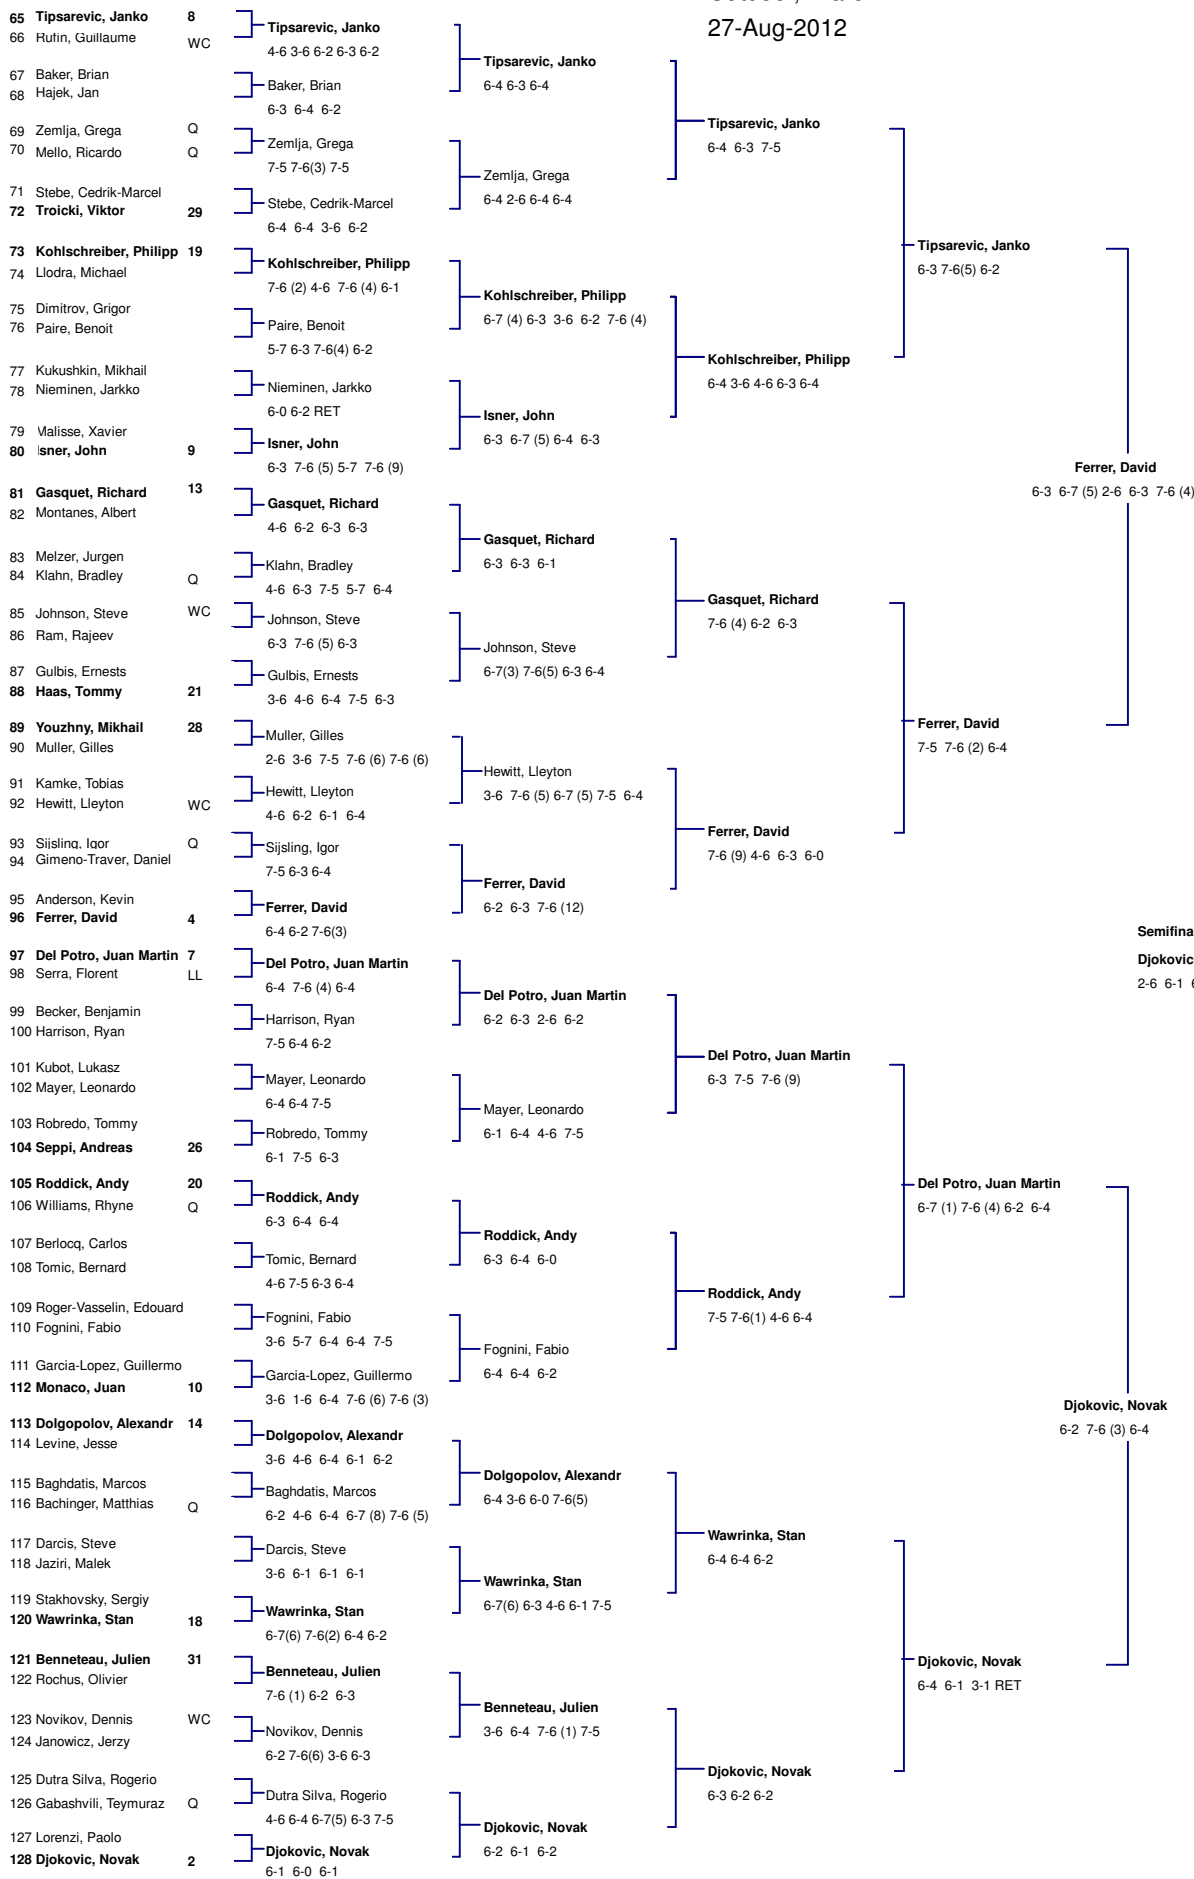 27-Aug-2012
65 Tipsarevic, Janko 8
66 Rufin, Guillaume WC
67 Baker, Brian
68 Hajek, Jan
69 Zemlja, Grega Q
70 Mello, Ricardo Q
71 Stebe, Cedrik-Marcel
72 Troicki, Viktor 29
73 Kohlschreiber, Philipp 19
74 Llodra, Michael
75 Dimitrov, Grigor
76 Paire, Benoit
77 Kukushkin, Mikhail
78 Nieminen, Jarkko
79 Malisse, Xavier
80 Isner, John 9
81 Gasquet, Richard 13
82 Montanes, Albert
83 Melzer, Jurgen
84 Klahn, Bradley Q
85 Johnson, Steve WC
86 Ram, Rajeev
87 Gulbis, Ernests
88 Haas, Tommy 21
89 Youzhny, Mikhail 28
90 Muller, Gilles
91 Kamke, Tobias
92 Hewitt, Lleyton WC
93 Sijsling, Igor Q
94 Gimeno-Traver, Daniel
95 Anderson, Kevin
96 Ferrer, David 4
97 Del Potro, Juan Martin 7
98 Serra, Florent LL
99 Becker, Benjamin
100 Harrison, Ryan
101 Kubot, Lukasz
102 Mayer, Leonardo
103 Robredo, Tommy
104 Seppi, Andreas 26
105 Roddick, Andy 20
106 Williams, Rhyne Q
107 Berlocq, Carlos
108 Tomic, Bernard
109 Roger-Vasselin, Edouard
110 Fognini, Fabio
111 Garcia-Lopez, Guillermo
112 Monaco, Juan 10
113 Dolgopolov, Alexandr 14
114 Levine, Jesse
115 Baghdatis, Marcos
116 Bachinger, Matthias Q
117 Darcis, Steve
118 Jaziri, Malek
119 Stakhovsky, Sergiy
120 Wawrinka, Stan 18
121 Benneteau, Julien 31
122 Rochus, Olivier
123 Novikov, Dennis WC
124 Janowicz, Jerzy
125 Dutra Silva, Rogerio
126 Gabashvili, Teymuraz Q
127 Lorenzi, Paolo
128 Djokovic, Novak 2
Tipsarevic, Janko
4-6 3-6 6-2 6-3 6-2
Baker, Brian
6-3 6-4 6-2
Zemlja, Grega
7-5 7-6(3) 7-5
Stebe, Cedrik-Marcel
6-4 6-4 3-6 6-2
Kohlschreiber, Philipp
7-6 (2) 4-6 7-6 (4) 6-1
Paire, Benoit
5-7 6-3 7-6(4) 6-2
Nieminen, Jarkko
6-0 6-2 RET
Isner, John
6-3 7-6 (5) 5-7 7-6 (9)
Gasquet, Richard
4-6 6-2 6-3 6-3
Klahn, Bradley
4-6 6-3 7-5 5-7 6-4
Johnson, Steve
6-3 7-6 (5) 6-3
Gulbis, Ernests
3-6 4-6 6-4 7-5 6-3
Muller, Gilles
2-6 3-6 7-5 7-6 (6) 7-6 (6)
Hewitt, Lleyton
4-6 6-2 6-1 6-4
Sijsling, Igor
7-5 6-3 6-4
Ferrer, David
6-4 6-2 7-6(3)
Del Potro, Juan Martin
6-4 7-6 (4) 6-4
Harrison, Ryan
7-5 6-4 6-2
Mayer, Leonardo
6-4 6-4 7-5
Robredo, Tommy
6-1 7-5 6-3
Roddick, Andy
6-3 6-4 6-4
Tomic, Bernard
4-6 7-5 6-3 6-4
Fognini, Fabio
3-6 5-7 6-4 6-4 7-5
Garcia-Lopez, Guillermo
3-6 1-6 6-4 7-6 (6) 7-6 (3)
Dolgopolov, Alexandr
3-6 4-6 6-4 6-1 6-2
Baghdatis, Marcos
6-2 4-6 6-4 6-7 (8) 7-6 (5)
Darcis, Steve
3-6 6-1 6-1 6-1
Wawrinka, Stan
6-7(6) 7-6(2) 6-4 6-2
Benneteau, Julien
7-6 (1) 6-2 6-3
Novikov, Dennis
6-2 7-6(6) 3-6 6-3
Dutra Silva, Rogerio
4-6 6-4 6-7(5) 6-3 7-5
Djokovic, Novak
6-1 6-0 6-1
Tipsarevic, Janko
6-4 6-3 6-4
Zemlja, Grega
6-4 2-6 6-4 6-4
Kohlschreiber, Philipp
6-7 (4) 6-3 3-6 6-2 7-6 (4)
Isner, John
6-3 6-7 (5) 6-4 6-3
Gasquet, Richard
6-3 6-3 6-1
Johnson, Steve
6-7(3) 7-6(5) 6-3 6-4
Hewitt, Lleyton
3-6 7-6 (5) 6-7 (5) 7-5 6-4
Ferrer, David
6-2 6-3 7-6 (12)
Del Potro, Juan Martin
6-2 6-3 2-6 6-2
Mayer, Leonardo
6-1 6-4 4-6 7-5
Roddick, Andy
6-3 6-4 6-0
Fognini, Fabio
6-4 6-4 6-2
Dolgopolov, Alexandr
6-4 3-6 6-0 7-6(5)
Wawrinka, Stan
6-7(6) 6-3 4-6 6-1 7-5
Benneteau, Julien
3-6 6-4 7-6 (1) 7-5
Djokovic, Novak
6-2 6-1 6-2
Tipsarevic, Janko
6-4 6-3 7-5
Kohlschreiber, Philipp
6-4 3-6 4-6 6-3 6-4
Gasquet, Richard
7-6 (4) 6-2 6-3
Ferrer, David
7-6 (9) 4-6 6-3 6-0
Del Potro, Juan Martin
6-3 7-5 7-6 (9)
Roddick, Andy
7-5 7-6(1) 4-6 6-4
Wawrinka, Stan
6-4 6-4 6-2
Djokovic, Novak
6-3 6-2 6-2
Tipsarevic, Janko
6-3 7-6(5) 6-2
Ferrer, David
7-5 7-6 (2) 6-4
Del Potro, Juan Martin
6-7 (1) 7-6 (4) 6-2 6-4
Djokovic, Novak
6-4 6-1 3-1 RET
Ferrer, David
6-3 6-7 (5) 2-6 6-3 7-6 (4)
Djokovic, Novak
6-2 7-6 (3) 6-4
Semifina
Djokovic
2-6 6-1